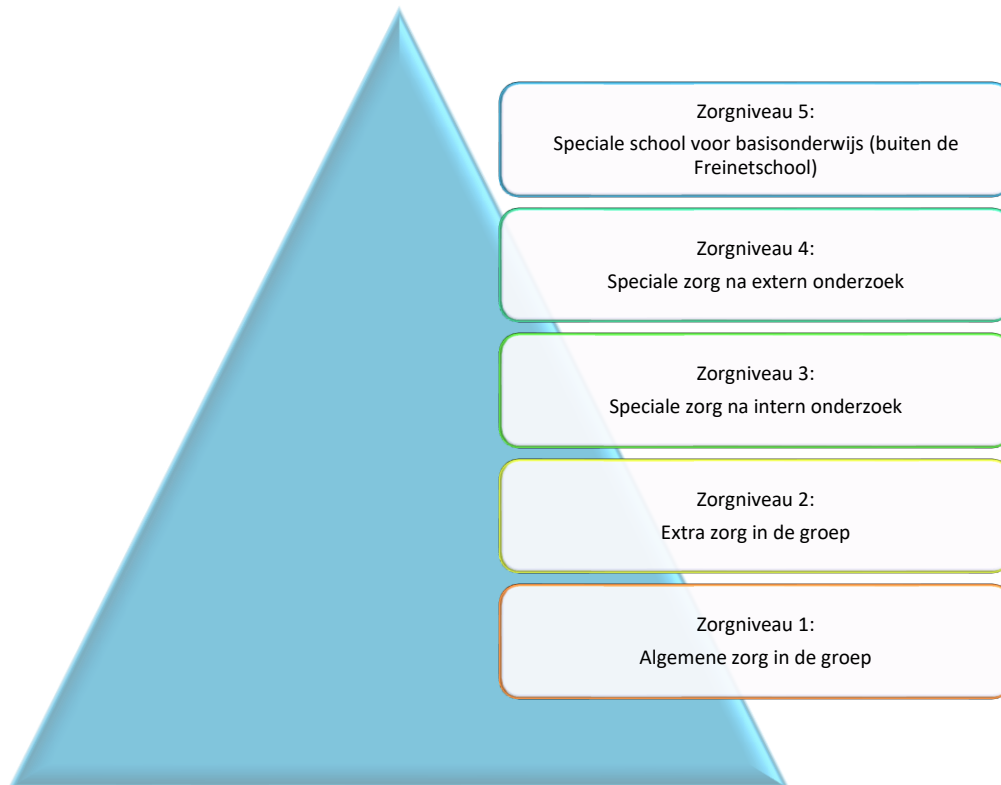 Zorgniveau 5:
Speciale school voor basisonderwijs (buiten de
Freinetschool)
Zorgniveau 4:
Speciale zorg na extern onderzoek
Zorgniveau 3:
Speciale zorg na intern onderzoek
Zorgniveau 2:
Extra zorg in de groep
Zorgniveau 1:
Algemene zorg in de groep